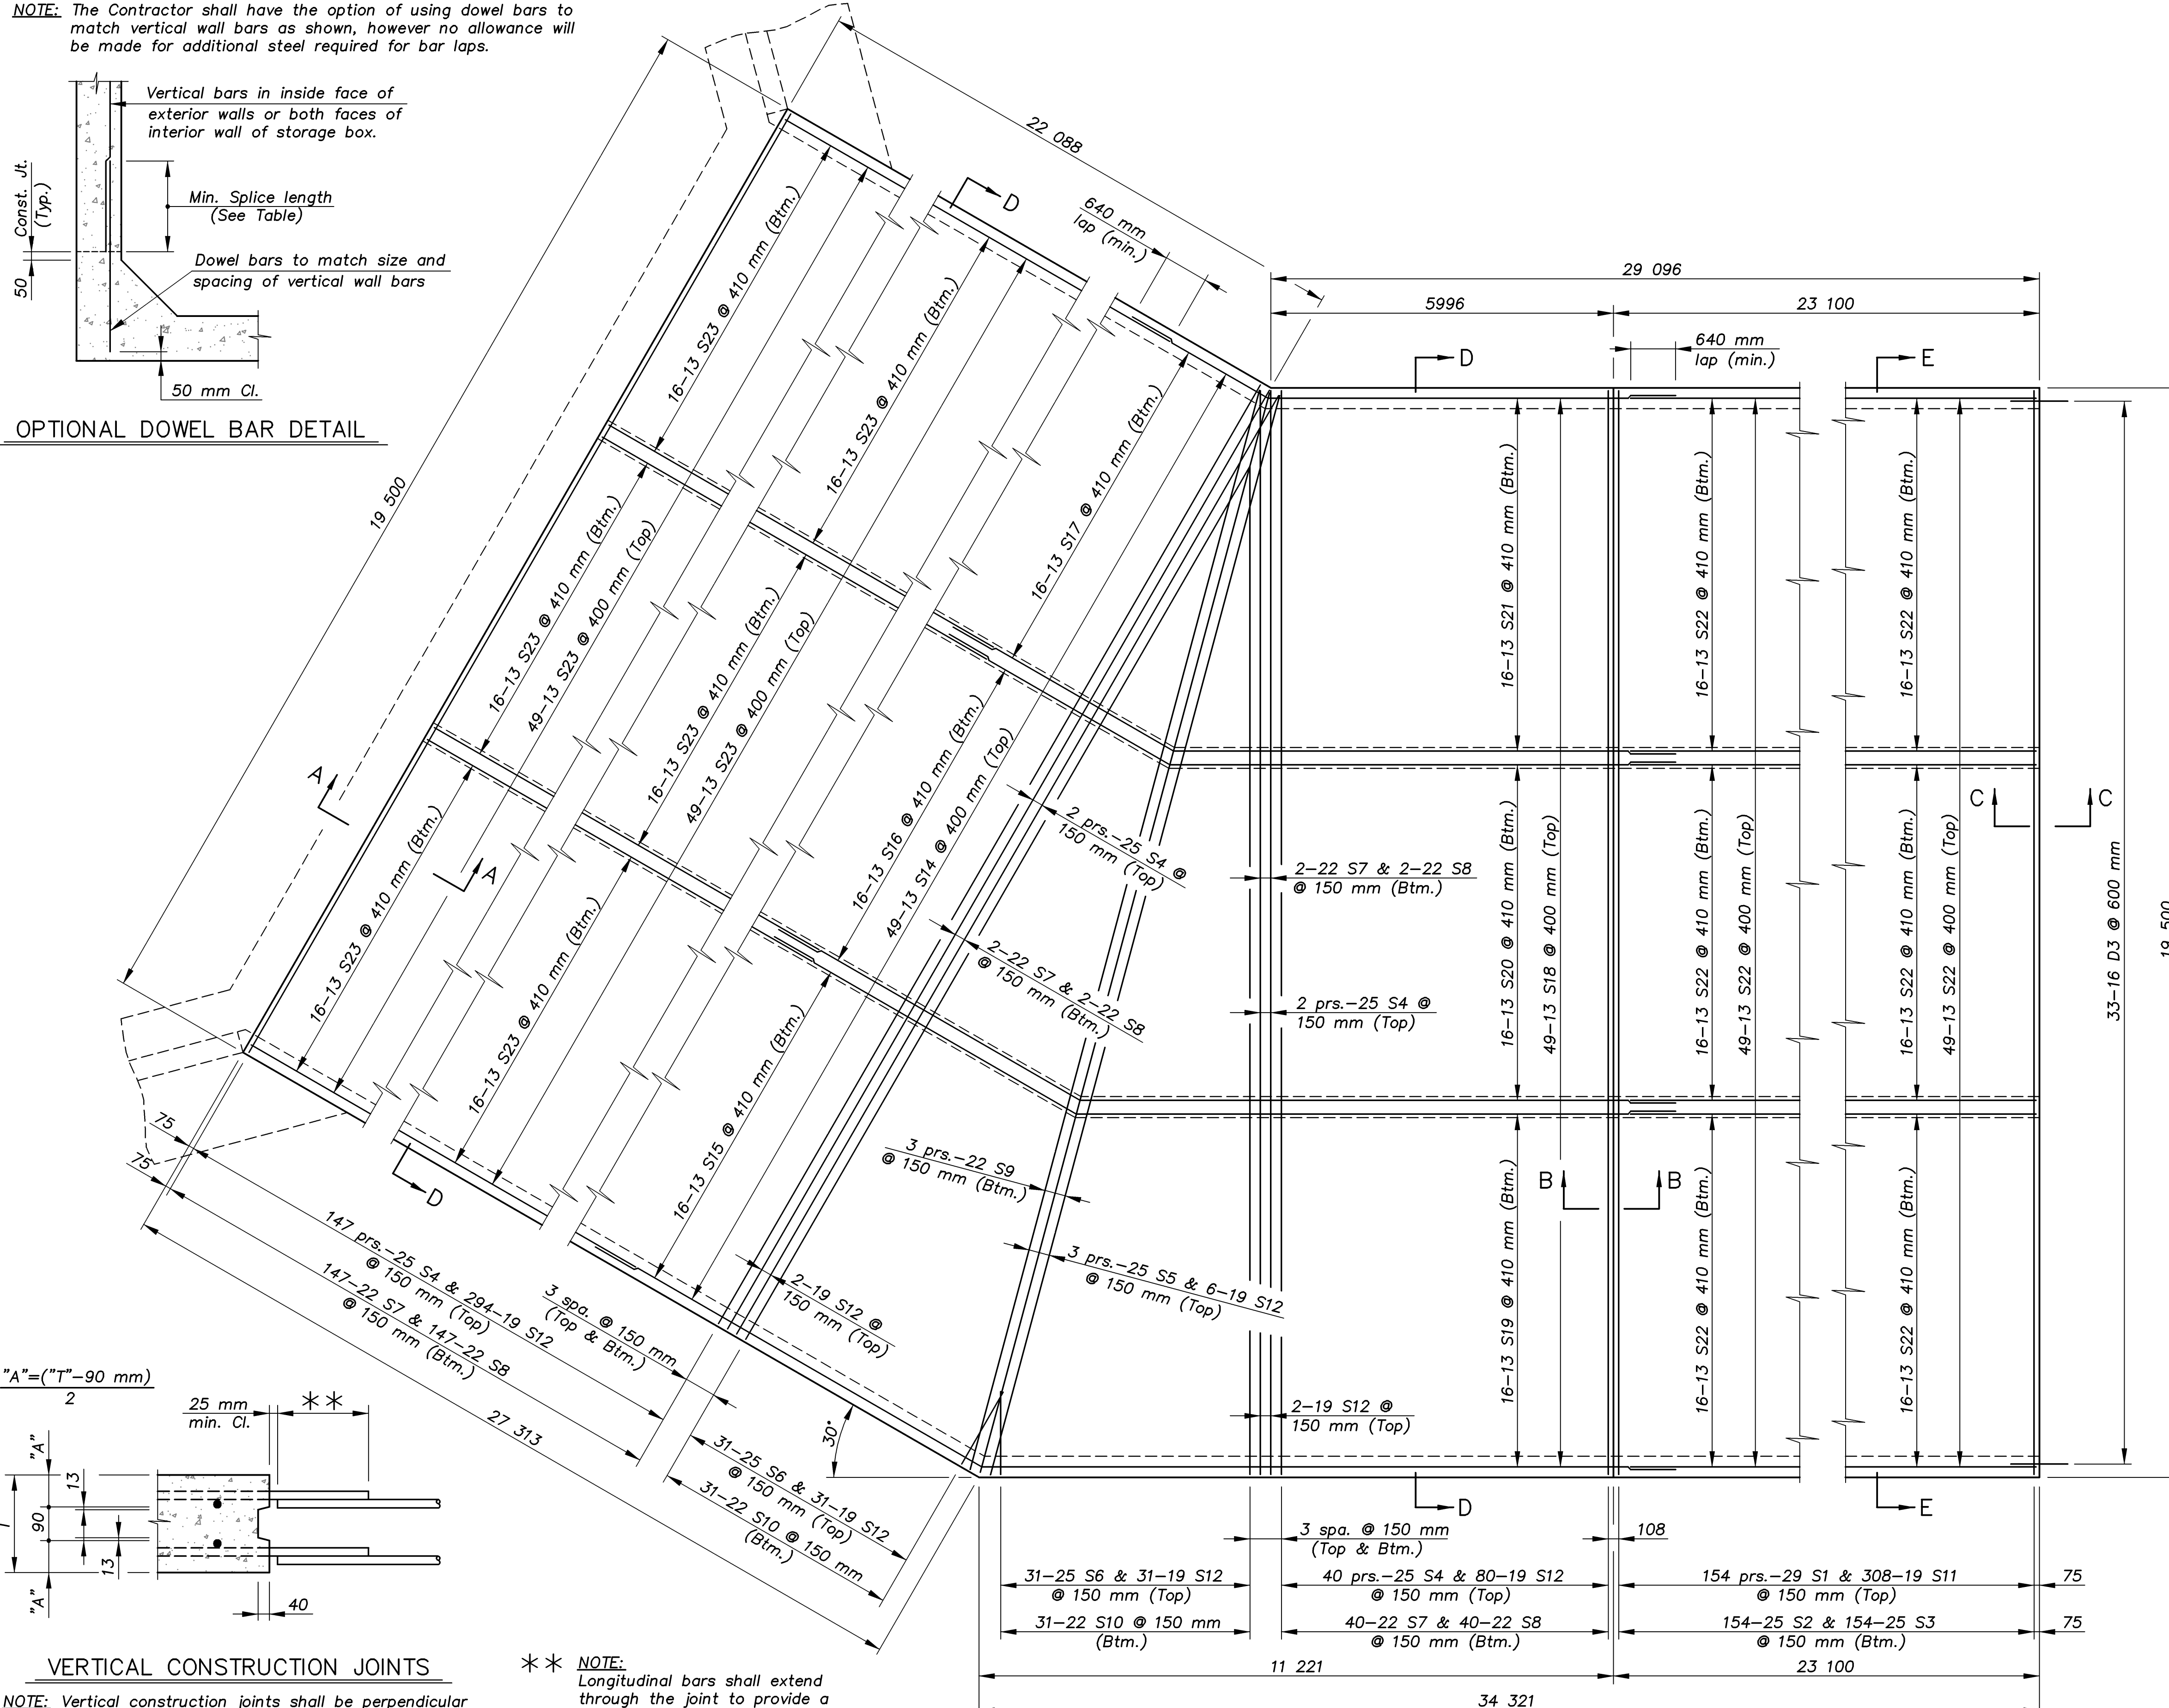 NOTE: The Contractor shall have the option of using dowel bars to
match vertical wall bars as shown, however no allowance will
be made for additional steel required for bar laps.
Vertical bars in inside face of
exterior walls or both faces of
interior wall of storage box.
Const. Jt.
(Typ.)
Min. Splice length
(See Table)
Dowel bars to match size and
spacing of vertical wall bars
50
50 mm Cl.
OPTIONAL DOWEL BAR DETAIL
22 088
19 500
D
640 mm
lap (min.)
16-13 S23 @ 410 mm (Btm.)
16-13 S23 @ 410 mm (Btm.)
16-13 S17 @ 410 mm (Btm.)
16-13 S23 @ 410 mm (Btm.)
49-13 S23 @ 400 mm (Top)
16-13 S23 @ 410 mm (Btm.)
49-13 S23 @ 400 mm (Top)
16-13 S16 @ 410 mm (Btm.)
49-13 S14 @ 400 mm (Top)
A
A
16-13 S23 @ 410 mm (Btm.)
16-13 S23 @ 410 mm (Btm.)
16-13 S15 @ 410 mm (Btm.)
D
29 096
5996
23 100
640 mm
lap (min.)
D
E
16-13 S21 @ 410 mm (Btm.)
16-13 S22 @ 410 mm (Btm.)
16-13 S22 @ 410 mm (Btm.)
C
C
2 prs.-25 S4 @
150 mm (Top)
2-22 S7 & 2-22 S8
@ 150 mm (Btm.)
2-22 S7 & 2-22 S8
@ 150 mm (Btm.)
2 prs.-25 S4 @
150 mm (Top)
16-13 S20 @ 410 mm (Btm.)
49-13 S18 @ 400 mm (Top)
16-13 S22 @ 410 mm (Btm.)
49-13 S22 @ 400 mm (Top)
16-13 S22 @ 410 mm (Btm.)
49-13 S22 @ 400 mm (Top)
33-16 D3 @ 600 mm
19 500
3 prs.-22 S9
@ 150 mm (Btm.)
3 prs.-25 S5 & 6-19 S12
@ 150 mm (Top)
B
B
16-13 S19 @ 410 mm (Btm.)
16-13 S22 @ 410 mm (Btm.)
16-13 S22 @ 410 mm (Btm.)
75
75
147 prs.-25 S4 & 294-19 S12
@ 150 mm (Top)
147-22 S7 & 147-22 S8
@ 150 mm (Btm.)
3 spa. @ 150 mm
(Top & Btm.)
2-19 S12 @
150 mm (Top)
2-19 S12 @
150 mm (Top)
27 313
30°
31-25 S6 & 31-19 S12
@ 150 mm (Top)
31-22 S10 @ 150 mm
(Btm.)
D
E
3 spa. @ 150 mm
(Top & Btm.)
108
31-25 S6 & 31-19 S12
@ 150 mm (Top)
40 prs.-25 S4 & 80-19 S12
@ 150 mm (Top)
154 prs.-29 S1 & 308-19 S11
@ 150 mm (Top)
75
31-22 S10 @ 150 mm
(Btm.)
40-22 S7 & 40-22 S8
@ 150 mm (Btm.)
154-25 S2 & 154-25 S3
@ 150 mm (Btm.)
75
11 221
23 100
34 321
"A"=("T"-90 mm)
2
25 mm
min. Cl.
**
"A"
13
90
13
"A"
40
VERTICAL CONSTRUCTION JOINTS
NOTE: Vertical construction joints shall be perpendicular
** NOTE:
Longitudinal bars shall extend
through the joint to provide a